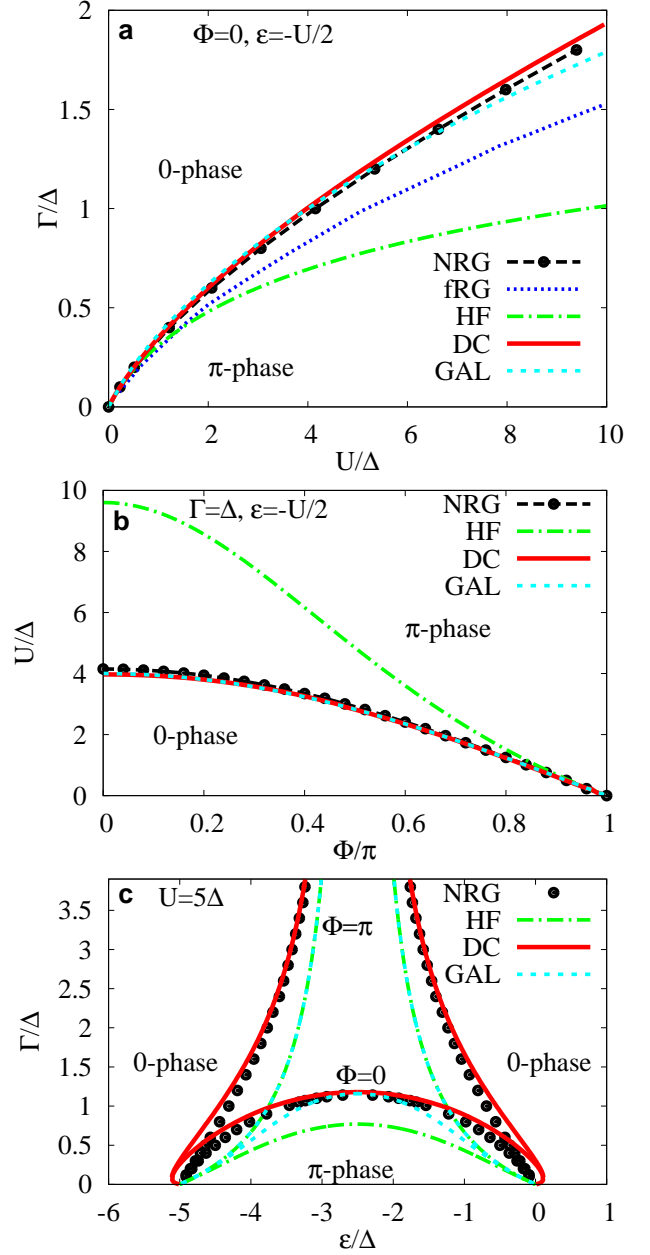 a
Φ=0, ε=-U/2
2
1.5
1
0.5
0
Γ/Δ
0-phase
π-phase
NRG
fRG
HF
DC
GAL
0 2 4 6 8 10
U/Δ
b
Γ=Δ, ε=-U/2
10
8
6
4
2
0
U/Δ
NRG
HF
DC
GAL
π-phase
0-phase
0 0.2 0.4 0.6 0.8 1
Φ/π
c
U=5Δ
3.5
3
2.5
2
1.5
1
0.5
0
Γ/Δ
NRG
HF
DC
GAL
Φ=π
0-phase
0-phase
Φ=0
π-phase
-6 -5 -4 -3 -2 -1 0 1
ε/Δ